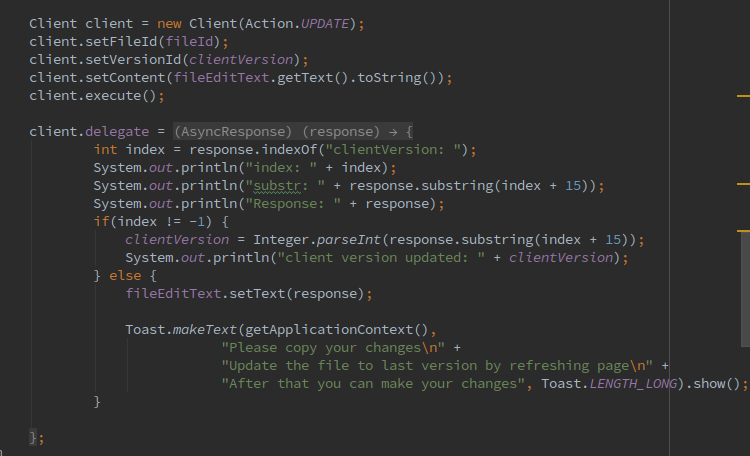 Client client = new Client(Action.UPDATE);
client.setFileId(fileId);
client.setVersionId(clientVersion);
client.setContent(fileEditText.getText().toString());
client.execute();
client.delegate = (AsyncResponse) (response) → {
int index = response.indexOf("clientVersion: ");
System.out.println("index: " + index);
System.out.println("substr: " + response.substring(index + 15));
System.out.println("Response: " + response);
if(index != -1) {
clientVersion = Integer.parseInt(response.substring(index + 15));
System.out.println("client version updated: " + clientVersion);
} else {
fileEditText.setText(response);
Toast.makeText(getApplicationContext(),
"Please copy your changes\n" +
"Update the file to last version by refreshing page\n" +
"After that you can make your changes", Toast.LENGTH_LONG).show();
}
};